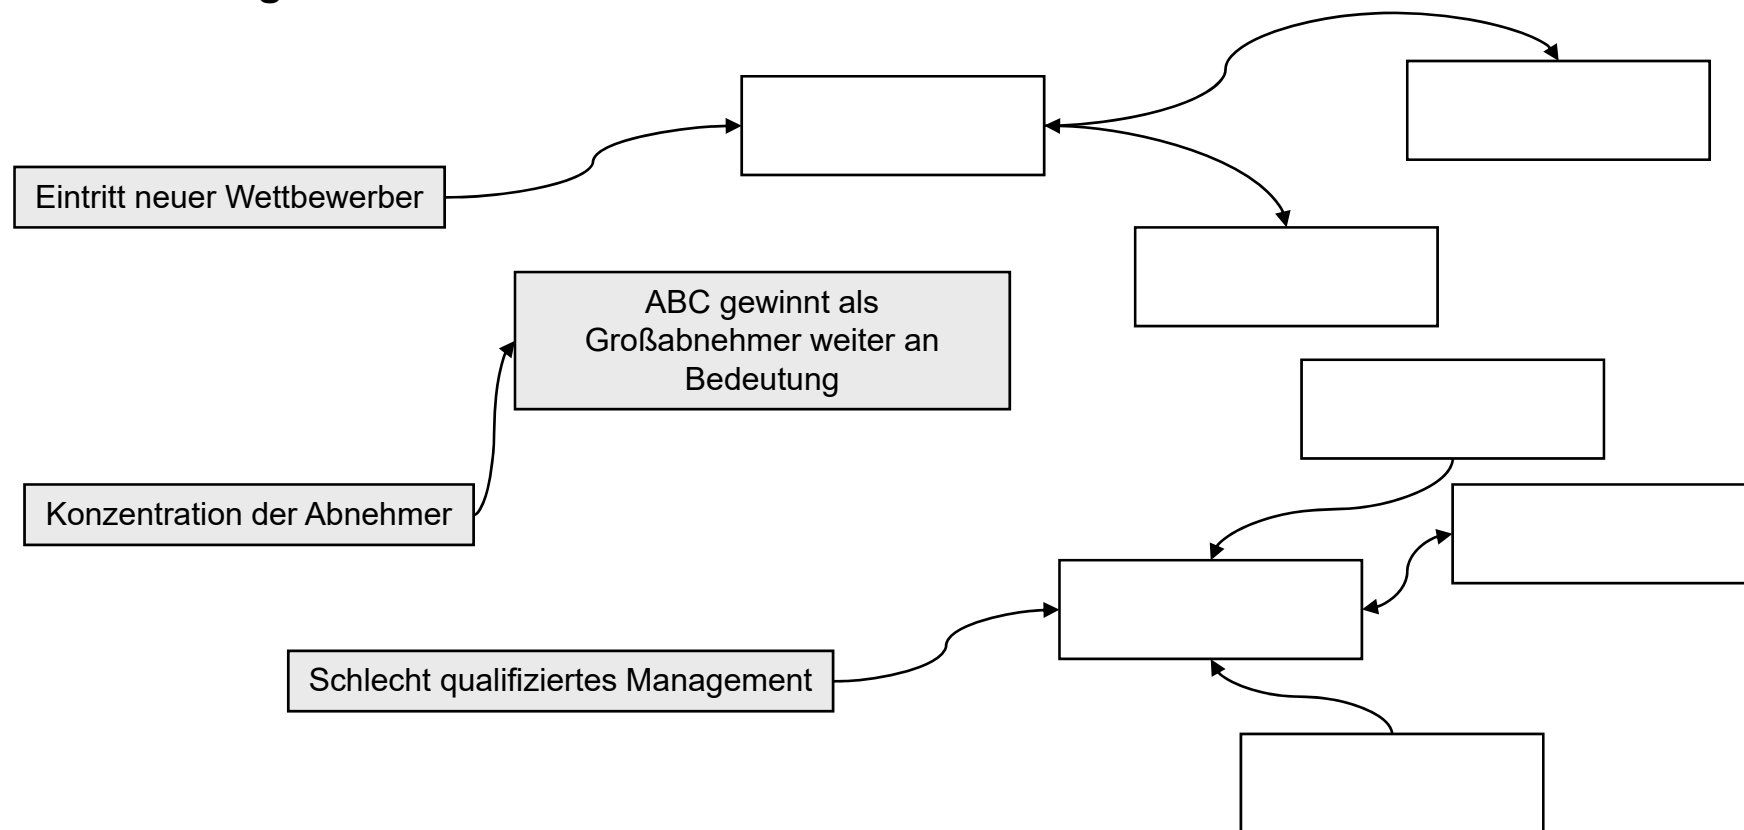 Eintritt neuer Wettbewerber
ABC gewinnt als
Großabnehmer weiter an
Bedeutung
Konzentration der Abnehmer
Schlecht qualifiziertes Management